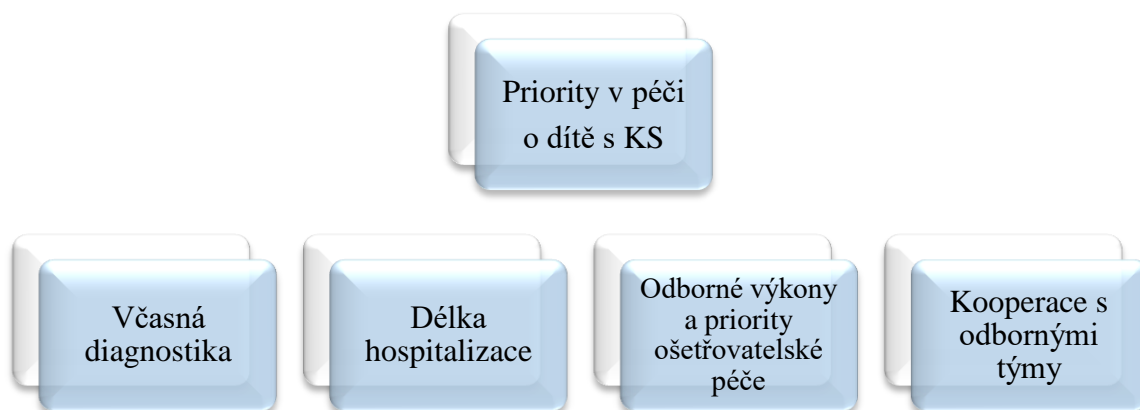 Priority v péči
o dítě s KS
Včasná
diagnostika
Délka
hospitalizace
Odborné výkony
a priority
ošetřovatelské
péče
Kooperace s
odbornými
týmy